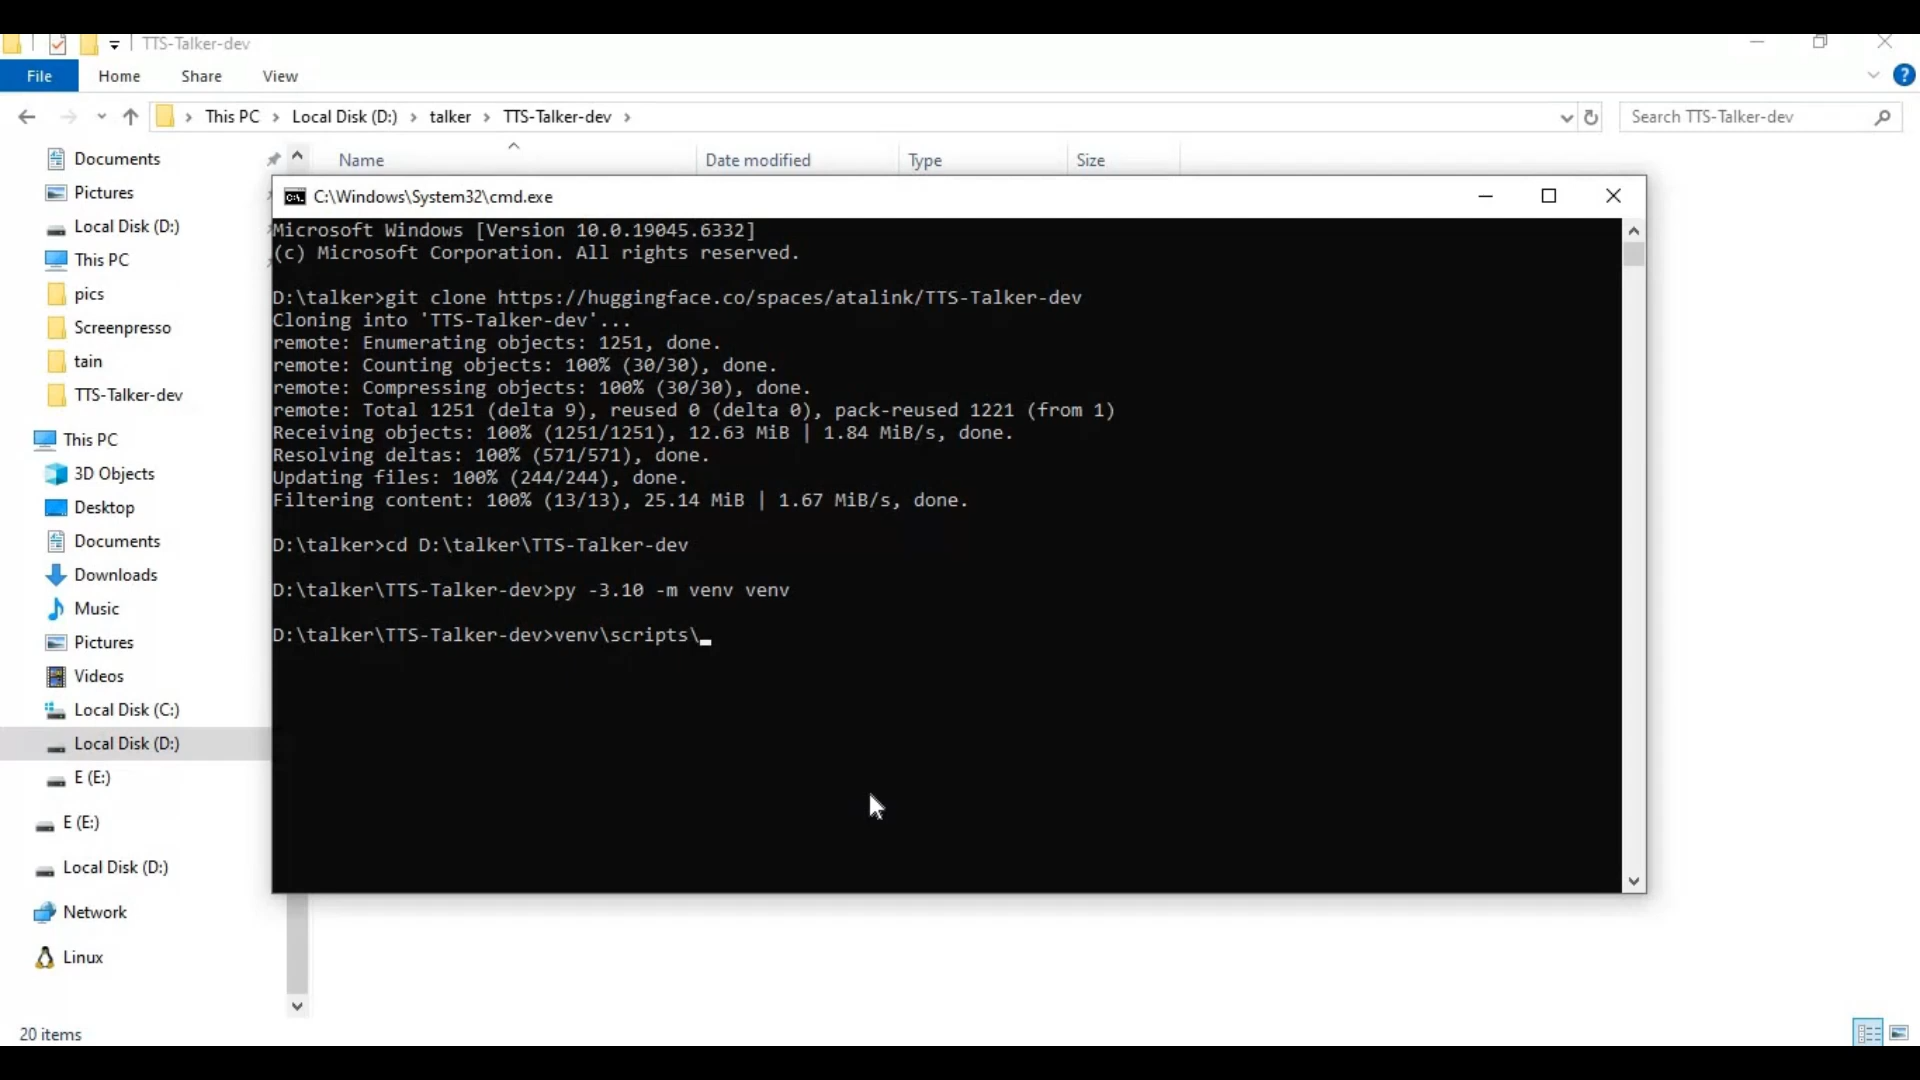 TTS-Talker-dev
File Home Share View
This PC Local Disk (D:) talker TTS-Talker-dev
Search TTS-Talker-dev
Name Date modified Type Size
Documents
Pictures
Local Disk (D:)
This PC
pics
Screenpresso
tain
TTS-Talker-dev
This PC
3D Objects
Desktop
Documents
Downloads
Music
Pictures
Videos
Local Disk (C:)
Local Disk (D:)
E (E:)
E (E:)
Local Disk (D:)
Network
Linux
20 items
C:\Windows\System32\cmd.exe
Microsoft Windows [Version 10.0.19045.6332]
(c) Microsoft Corporation. All rights reserved.
D:\talker>git clone https://huggingface.co/spaces/atalink/TTS-Talker-dev
Cloning into 'TTS-Talker-dev'...
remote: Enumerating objects: 1251, done.
remote: Counting objects: 100% (30/30), done.
remote: Compressing objects: 100% (30/30), done.
remote: Total 1251 (delta 9), reused 0 (delta 0), pack-reused 1221 (from 1)
Receiving objects: 100% (1251/1251), 12.63 MiB | 1.84 MiB/s, done.
Resolving deltas: 100% (571/571), done.
Updating files: 100% (244/244), done.
Filtering content: 100% (13/13), 25.14 MiB | 1.67 MiB/s, done.
D:\talker>cd D:\talker\TTS-Talker-dev
D:\talker\TTS-Talker-dev>py -3.10 -m venv venv
D:\talker\TTS-Talker-dev>venv\scripts\_